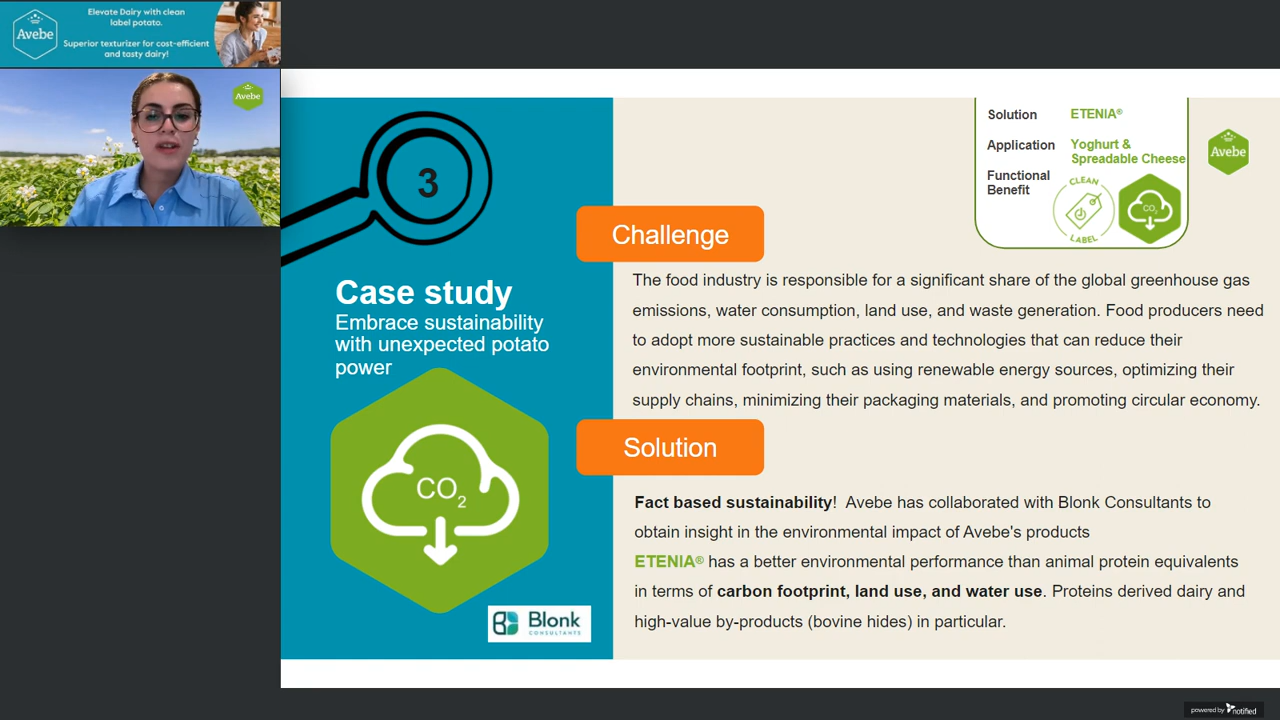 Elevate Dairy with clean
label potato.
Avebe
Superior texturizer for cost-efficient
and tasty dairy!
Avebe
3
Case study
Embrace sustainability
with unexpected potato
power
CO2
Blonk
CONSULTANTS
Solution ETENIA®
Application Yoghurt &
Spreadable Cheese
Functional
Benefit
CLEAN
LABEL
CO2
Avebe
Challenge
The food industry is responsible for a significant share of the global greenhouse gas
emissions, water consumption, land use, and waste generation. Food producers need
to adopt more sustainable practices and technologies that can reduce their
environmental footprint, such as using renewable energy sources, optimizing their
supply chains, minimizing their packaging materials, and promoting circular economy.
Solution
Fact based sustainability! Avebe has collaborated with Blonk Consultants to
obtain insight in the environmental impact of Avebe's products
ETENIA® has a better environmental performance than animal protein equivalents
in terms of carbon footprint, land use, and water use. Proteins derived dairy and
high-value by-products (bovine hides) in particular.
powered by notified